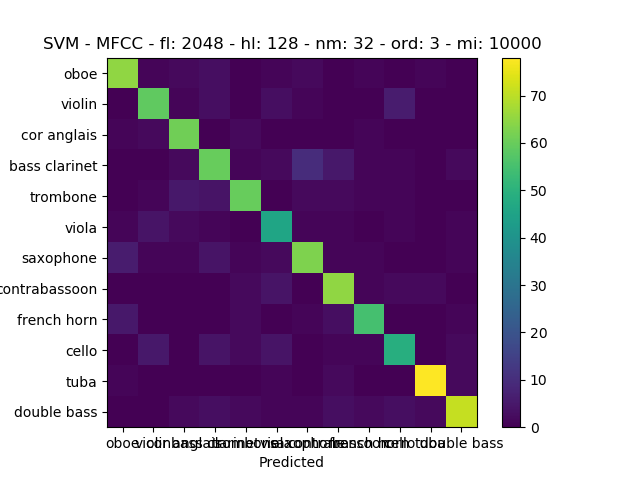 SVM - MFCC - fl: 2048 - hl: 128 - nm: 32 - ord: 3 - mi: 10000
oboe
violin
cor anglais
bass clarinet
trombone
viola
saxophone
contrabassoon
french horn
cello
tuba
double bass
70
60
50
40
30
20
10
0
oboe
double bass
Predicted